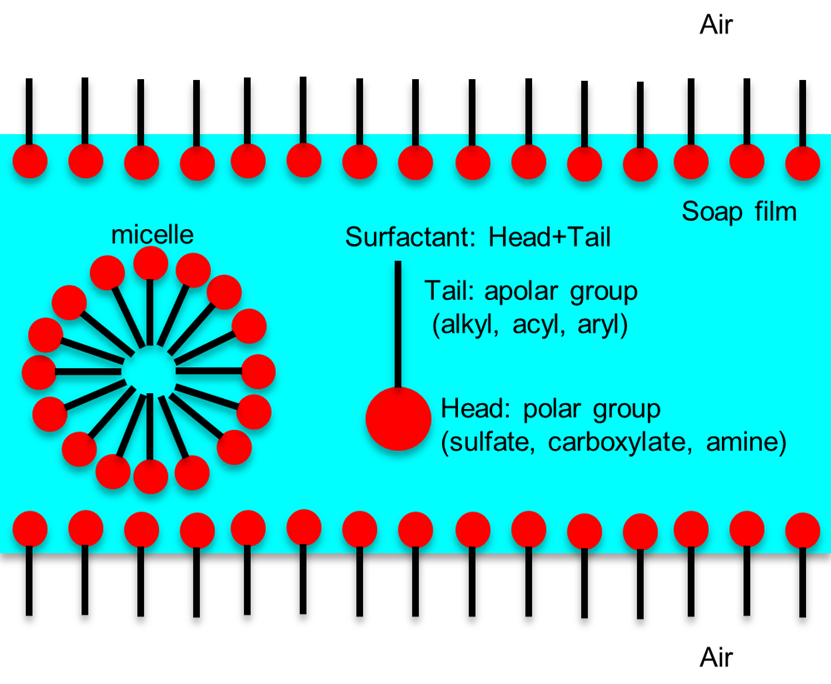 Air
Soap film
micelle
Surfactant: Head+Tail
Tail: apolar group
(alkyl, acyl, aryl)
Head: polar group
(sulfate, carboxylate, amine)
Air